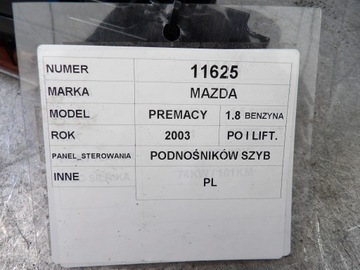 NUMER 11625
MARKA MAZDA
MODEL PREMACY 1.8 BENZYNA
ROK 2003 PO I LIFT.
PANEL_STEROWANIA PODNOŚNIKÓW SZYB
INNE
PL